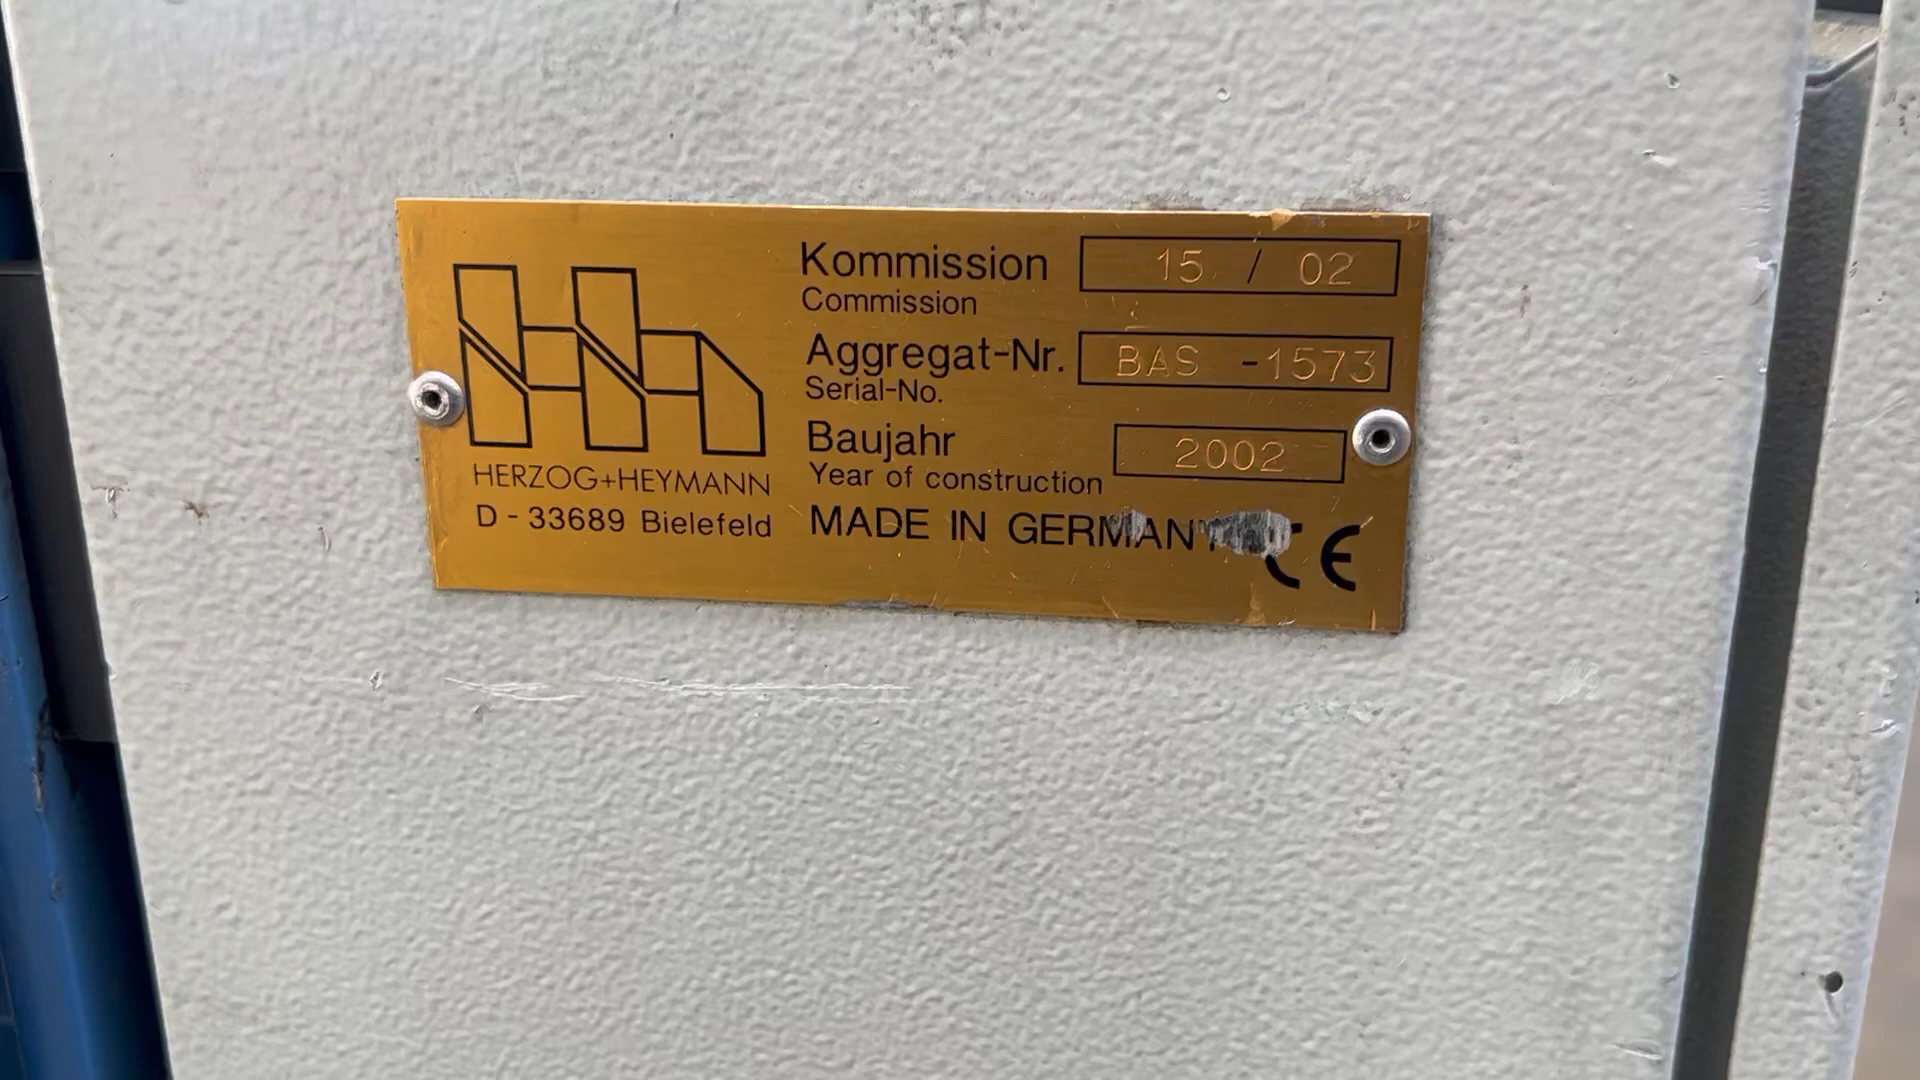 Kommission 15 / 02
Commission
Aggregat-Nr. BAS -1573
Serial-No.
Baujahr 2002
Year of construction
HERZOG+HEYMANN
D - 33689 Bielefeld
MADE IN GERMANY CE